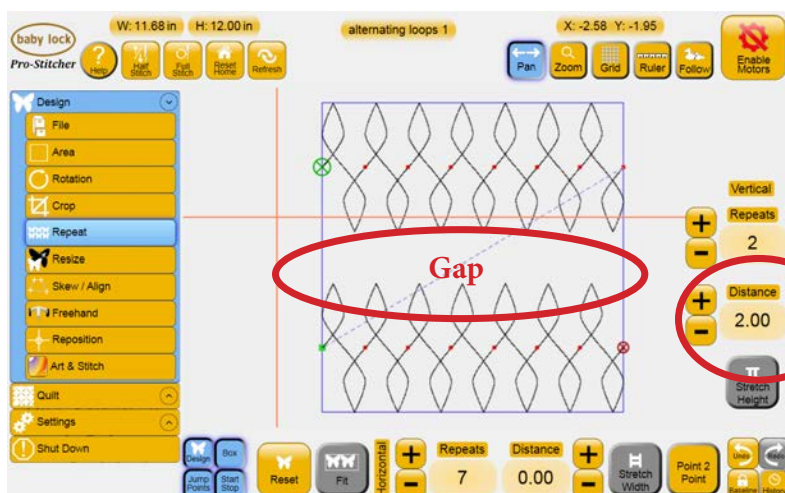 W: 11.68 in H: 12.00 in
alternating loops 1
X: -2.58 Y: -1.95
baby lock
Pro-Stitcher
Help
Half Stitch
Full Stitch
Reset Home
Refresh
Pan
Zoom
Grid
Ruler
Follow
Enable Motors
Design
File
Area
Rotation
Crop
Repeat
Resize
Skew / Align
Freehand
Reposition
Art & Stitch
Quilt
Settings
Shut Down
Gap
Vertical
Repeats
2
Distance
2.00
Stretch Height
Design
Box
Jump Points
Start Stop
Reset
Fit
Horizontal
Repeats
7
Distance
0.00
Stretch Width
Point 2 Point
Undo
Redo
Baseline